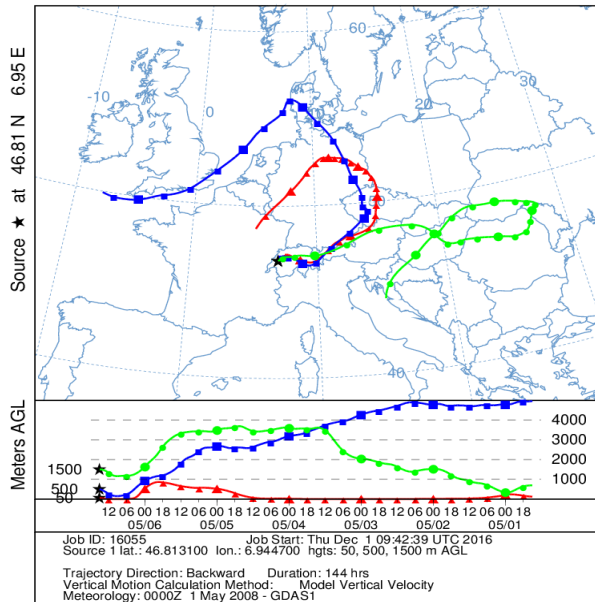 Source ★ at 46.81 N 6.95 E
-10
0
10
20
30
60
50
40
Meters AGL
1500
500
50
4000
3000
2000
1000
12 06 00 18 12 06 00 18 12 06 00 18 12 06 00 18 12 06 00 18 12 06 00 18
05/06 05/05 05/04 05/03 05/02 05/01
Job ID: 16055 Job Start: Thu Dec 1 09:42:39 UTC 2016
Source 1 lat.: 46.813100 lon.: 6.944700 hgts: 50, 500, 1500 m AGL
Trajectory Direction: Backward Duration: 144 hrs
Vertical Motion Calculation Method: Model Vertical Velocity
Meteorology: 0000Z 1 May 2008 - GDAS1